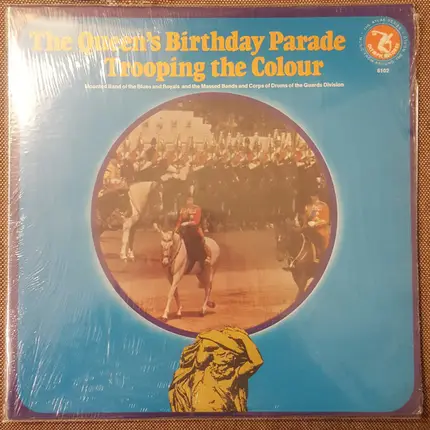 The Queen's Birthday Parade
Trooping the Colour
Mounted Band of the Blues and Royals and the Massed Bands and Corps of Drums of the Guards Division
6102